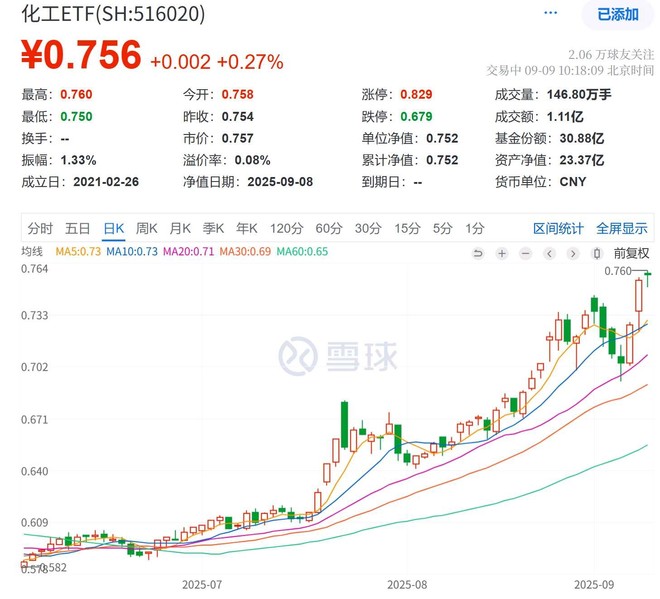 化工ETF(SH:516020)
... 已添加
¥0.756 +0.002 +0.27%
2.06 万球友关注
交易中 09-09 10:18:09 北京时间
最高：0.760 今开：0.758 涨停：0.829 成交量：146.80万手
最低：0.750 昨收：0.754 跌停：0.679 成交额：1.11亿
换手：-- 市价：0.757 单位净值：0.752 基金份额：30.88亿
振幅：1.33% 溢价率：0.08% 累计净值：0.752 资产净值：23.37亿
成立日：2021-02-26 净值日期：2025-09-08 到期日：-- 货币单位：CNY
分时 五日 日K 周K 月K 季K 年K 120分 60分 30分 15分 5分 1分 区间统计 全屏显示
均线 MA5:0.73 MA10:0.73 MA20:0.71 MA30:0.69 MA60:0.65 前复权
0.764
0.760
0.733
雪球
0.702
0.671
0.640
0.609
0.578
0.582
2025-07 2025-08 2025-09